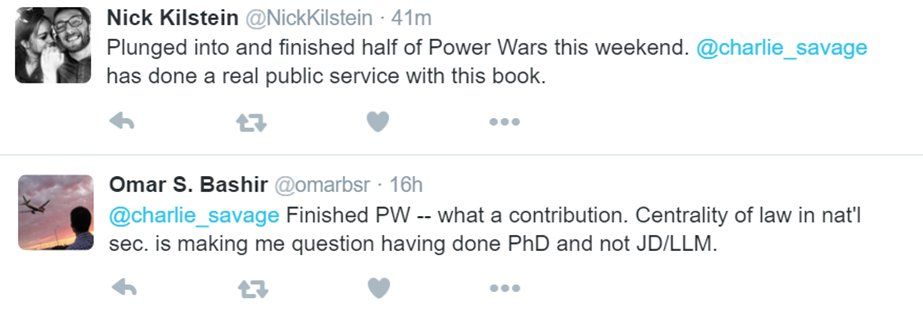 Nick Kilstein @NickKilstein · 41m
Plunged into and finished half of Power Wars this weekend. @charlie_savage
has done a real public service with this book.
Omar S. Bashir @omarbsr · 16h
@charlie_savage Finished PW -- what a contribution. Centrality of law in nat'l
sec. is making me question having done PhD and not JD/LLM.